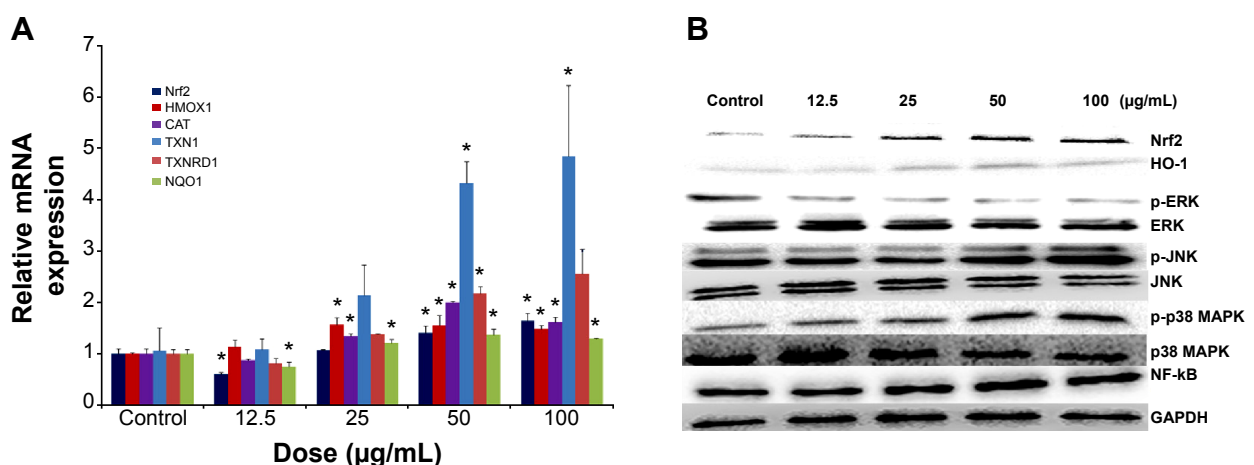 A
Relative mRNA
expression
7
6
5
4
3
2
1
0
Nrf2
HMOX1
CAT
TXN1
TXNRD1
NQO1
* * * * * * * * * * * * * * * * *
Control 12.5 25 50 100
Dose (µg/mL)
B
Control 12.5 25 50 100 (µg/mL)
Nrf2
HO-1
p-ERK
ERK
p-JNK
JNK
p-p38 MAPK
p38 MAPK
NF-kB
GAPDH